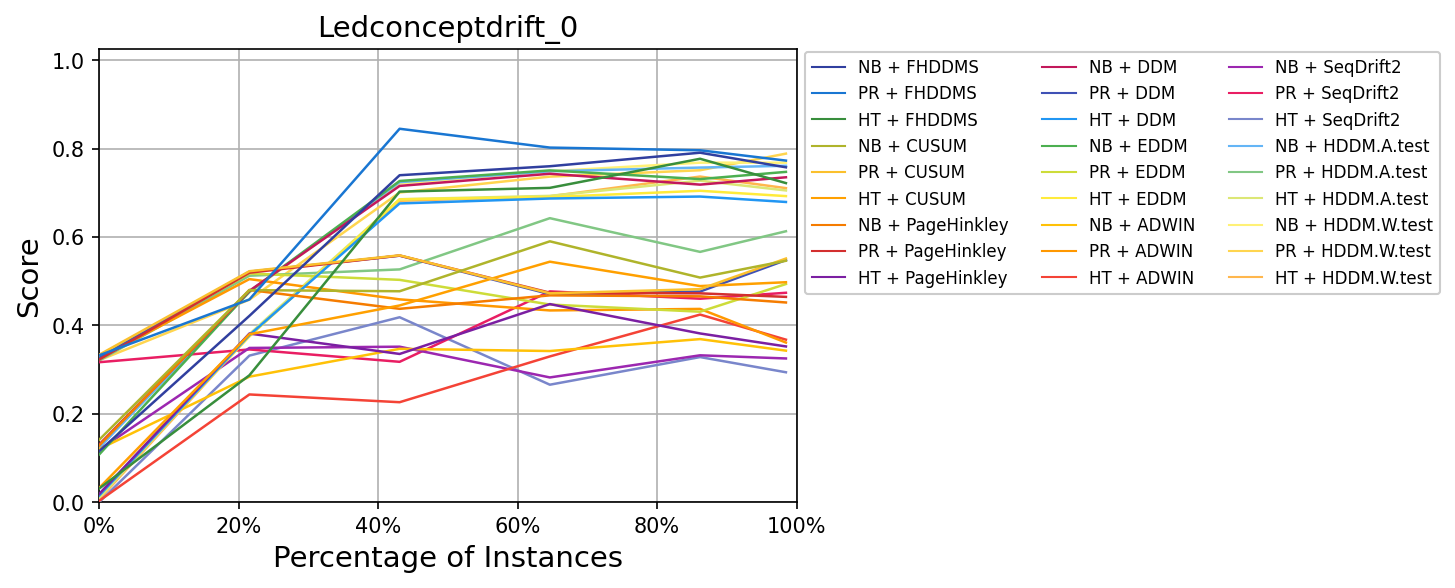 Ledconceptdrift_0
Score
1.0
0.8
0.6
0.4
0.2
0.0
0% 20% 40% 60% 80% 100%
Percentage of Instances
NB + FHDDMS
PR + FHDDMS
HT + FHDDMS
NB + CUSUM
PR + CUSUM
HT + CUSUM
NB + PageHinkley
PR + PageHinkley
HT + PageHinkley
NB + DDM
PR + DDM
HT + DDM
NB + EDDM
PR + EDDM
HT + EDDM
NB + ADWIN
PR + ADWIN
HT + ADWIN
NB + SeqDrift2
PR + SeqDrift2
HT + SeqDrift2
NB + HDDM.A.test
PR + HDDM.A.test
HT + HDDM.A.test
NB + HDDM.W.test
PR + HDDM.W.test
HT + HDDM.W.test